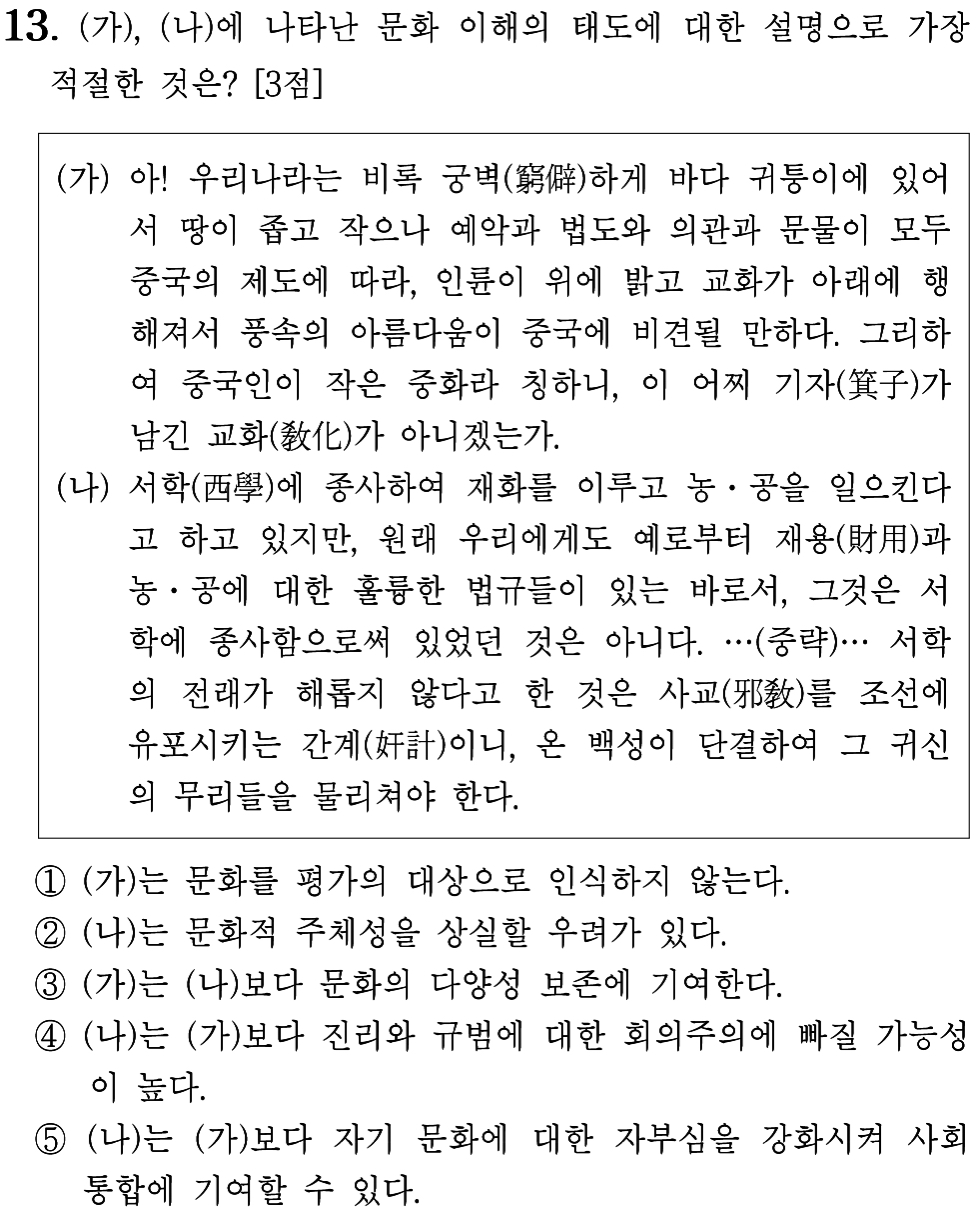 13. (가), (나)에 나타난 문화 이해의 태도에 대한 설명으로 가장
적절한 것은? [3점]
(가) 아! 우리나라는 비록 궁벽(窮僻)하게 바다 귀퉁이에 있어
서 땅이 좁고 작으나 예악과 법도와 의관과 문물이 모두
중국의 제도에 따라, 인륜이 위에 밝고 교화가 아래에 행
해져서 풍속의 아름다움이 중국에 비견될 만하다. 그리하
여 중국인이 작은 중화라 칭하니, 이 어찌 기자(箕子)가
남긴 교화(敎化)가 아니겠는가.
(나) 서학(西學)에 종사하여 재화를 이루고 농·공을 일으킨다
고 하고 있지만, 원래 우리에게도 예로부터 재용(財用)과
농·공에 대한 훌륭한 법규들이 있는 바로서, 그것은 서
학에 종사함으로써 있었던 것은 아니다. …(중략)… 서학
의 전래가 해롭지 않다고 한 것은 사교(邪敎)를 조선에
유포시키는 간계(奸計)이니, 온 백성이 단결하여 그 귀신
의 무리들을 물리쳐야 한다.
① (가)는 문화를 평가의 대상으로 인식하지 않는다.
② (나)는 문화적 주체성을 상실할 우려가 있다.
③ (가)는 (나)보다 문화의 다양성 보존에 기여한다.
④ (나)는 (가)보다 진리와 규범에 대한 회의주의에 빠질 가능성
이 높다.
⑤ (나)는 (가)보다 자기 문화에 대한 자부심을 강화시켜 사회
통합에 기여할 수 있다.